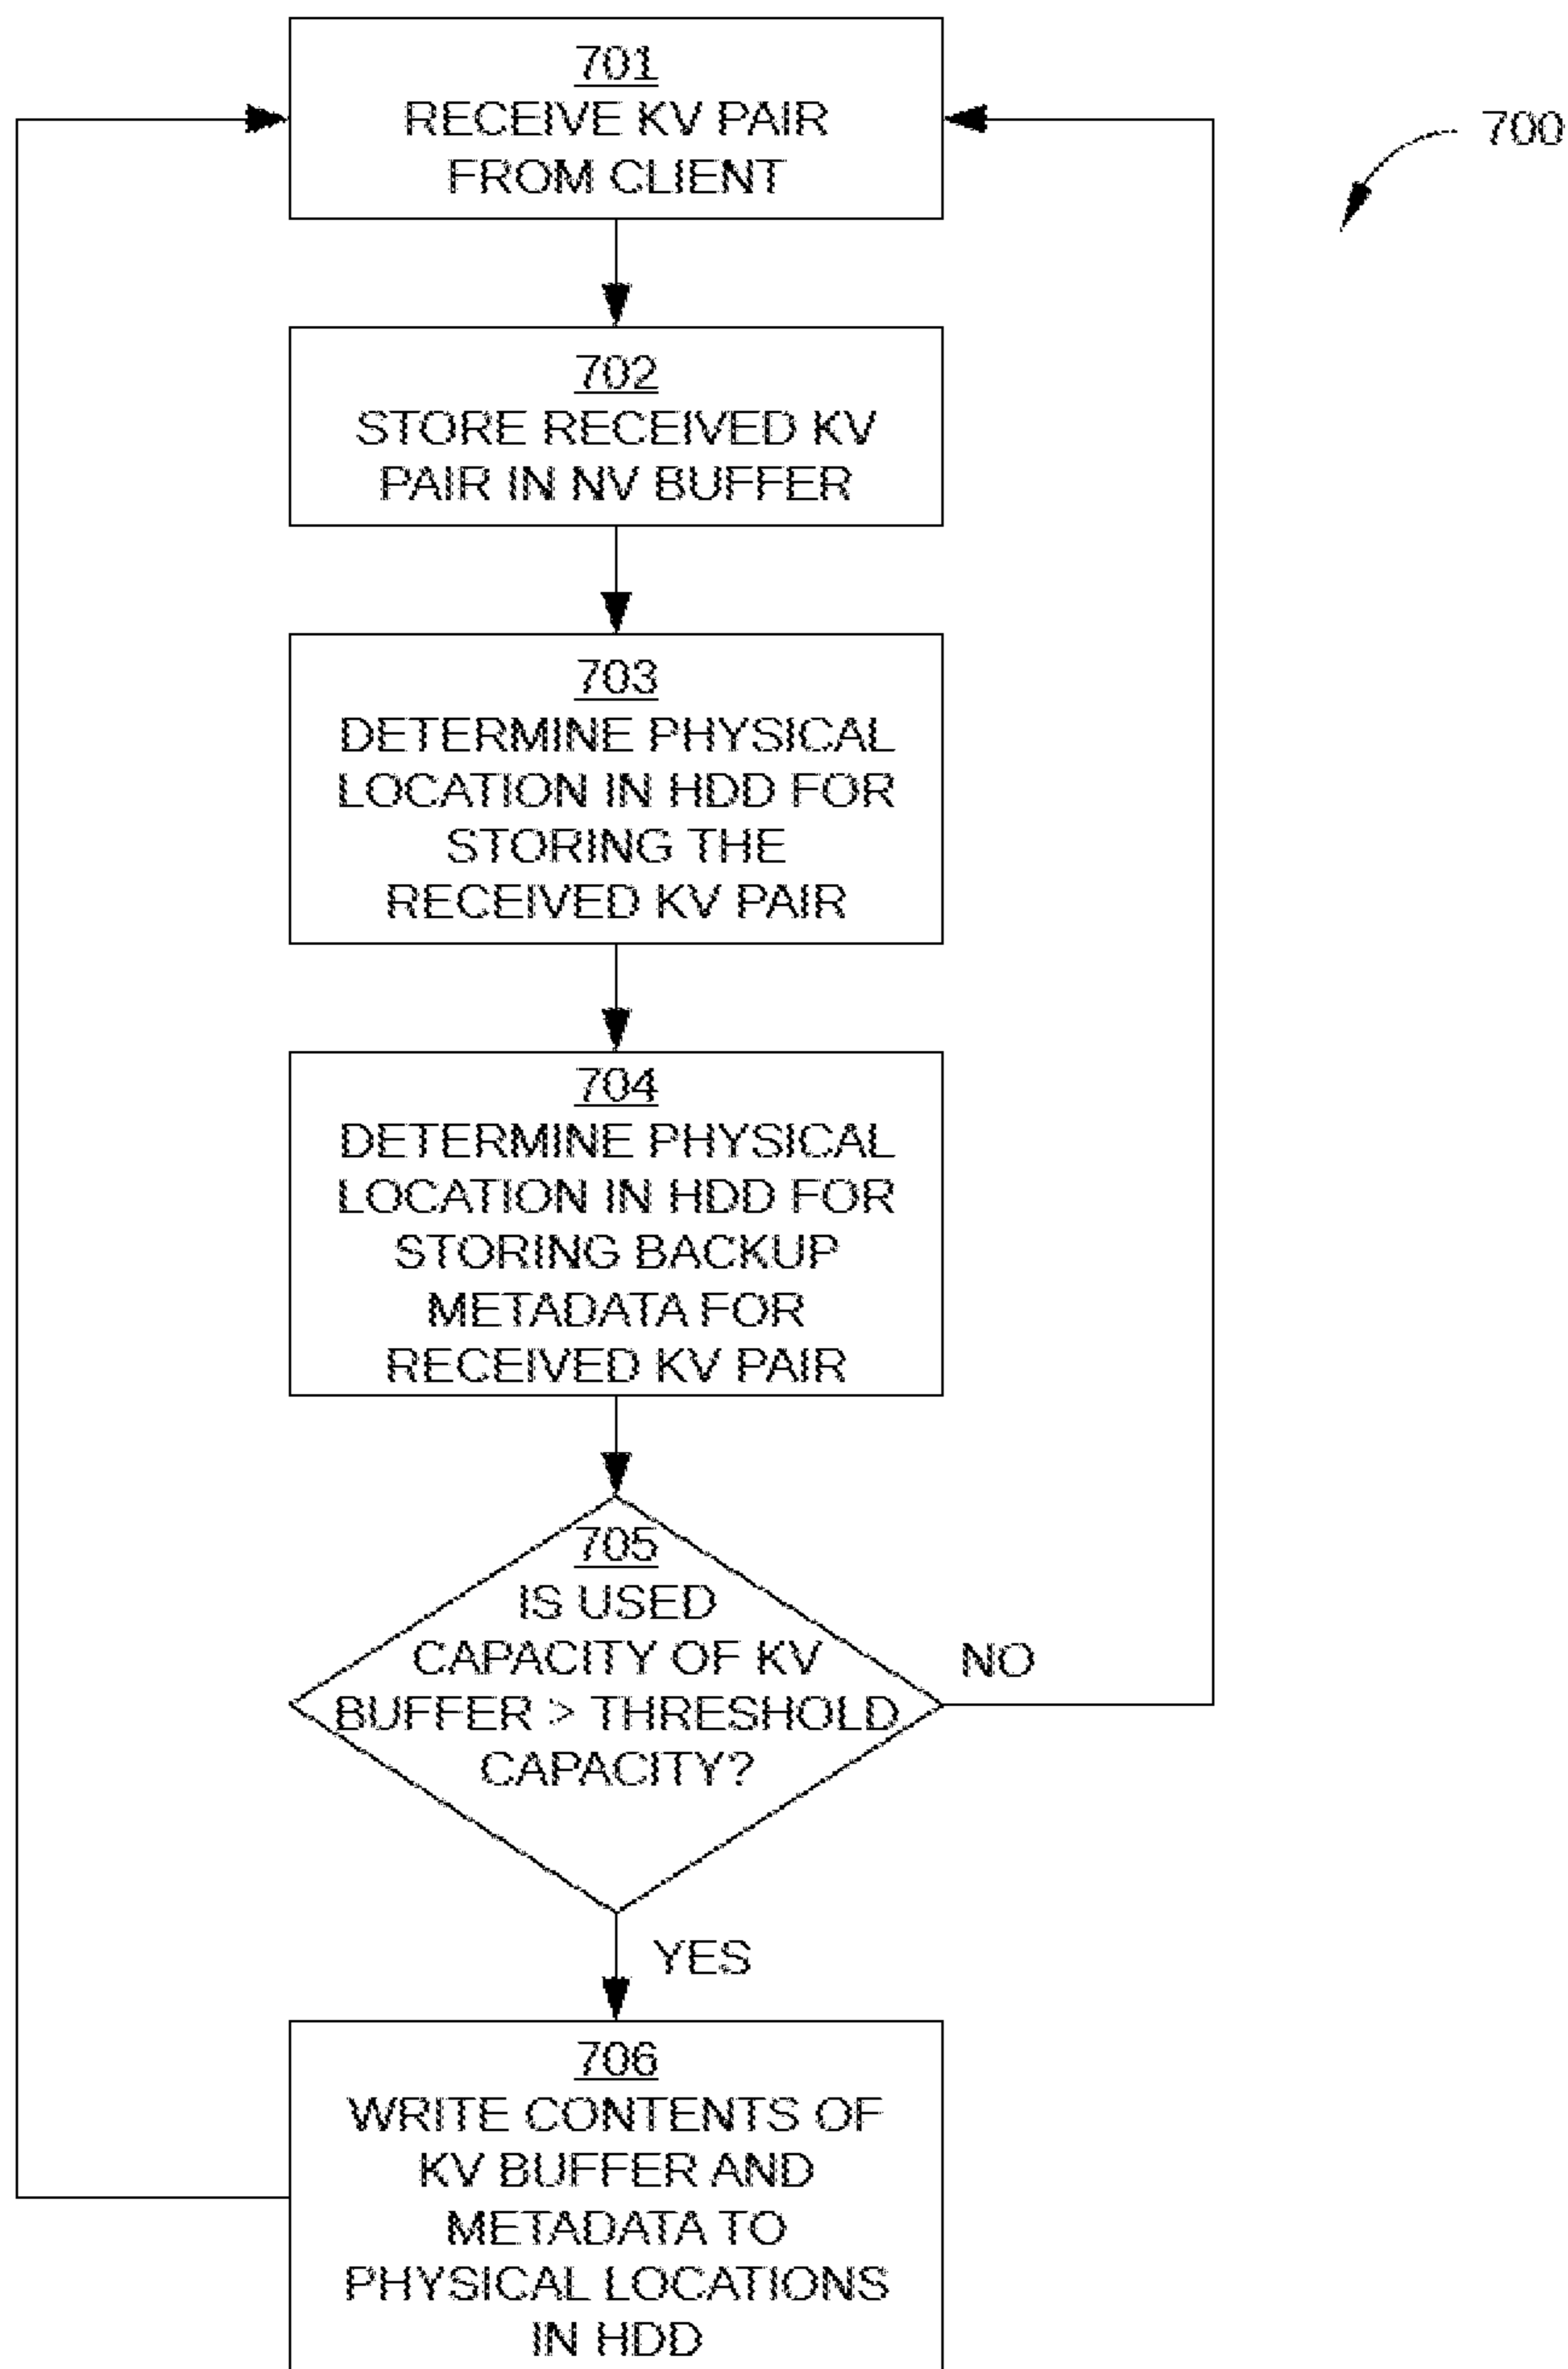 701
RECEIVE KV PAIR
FROM CLIENT
700
702
STORE RECEIVED KV
PAIR IN NV BUFFER
703
DETERMINE PHYSICAL
LOCATION IN HDD FOR
STORING THE
RECEIVED KV PAIR
704
DETERMINE PHYSICAL
LOCATION IN HDD FOR
STORING BACKUP
METADATA FOR
RECEIVED KV PAIR
705
IS USED
CAPACITY OF KV
BUFFER > THRESHOLD
CAPACITY?
NO
YES
706
WRITE CONTENTS OF
KV BUFFER AND
METADATA TO
PHYSICAL LOCATIONS
IN HDD